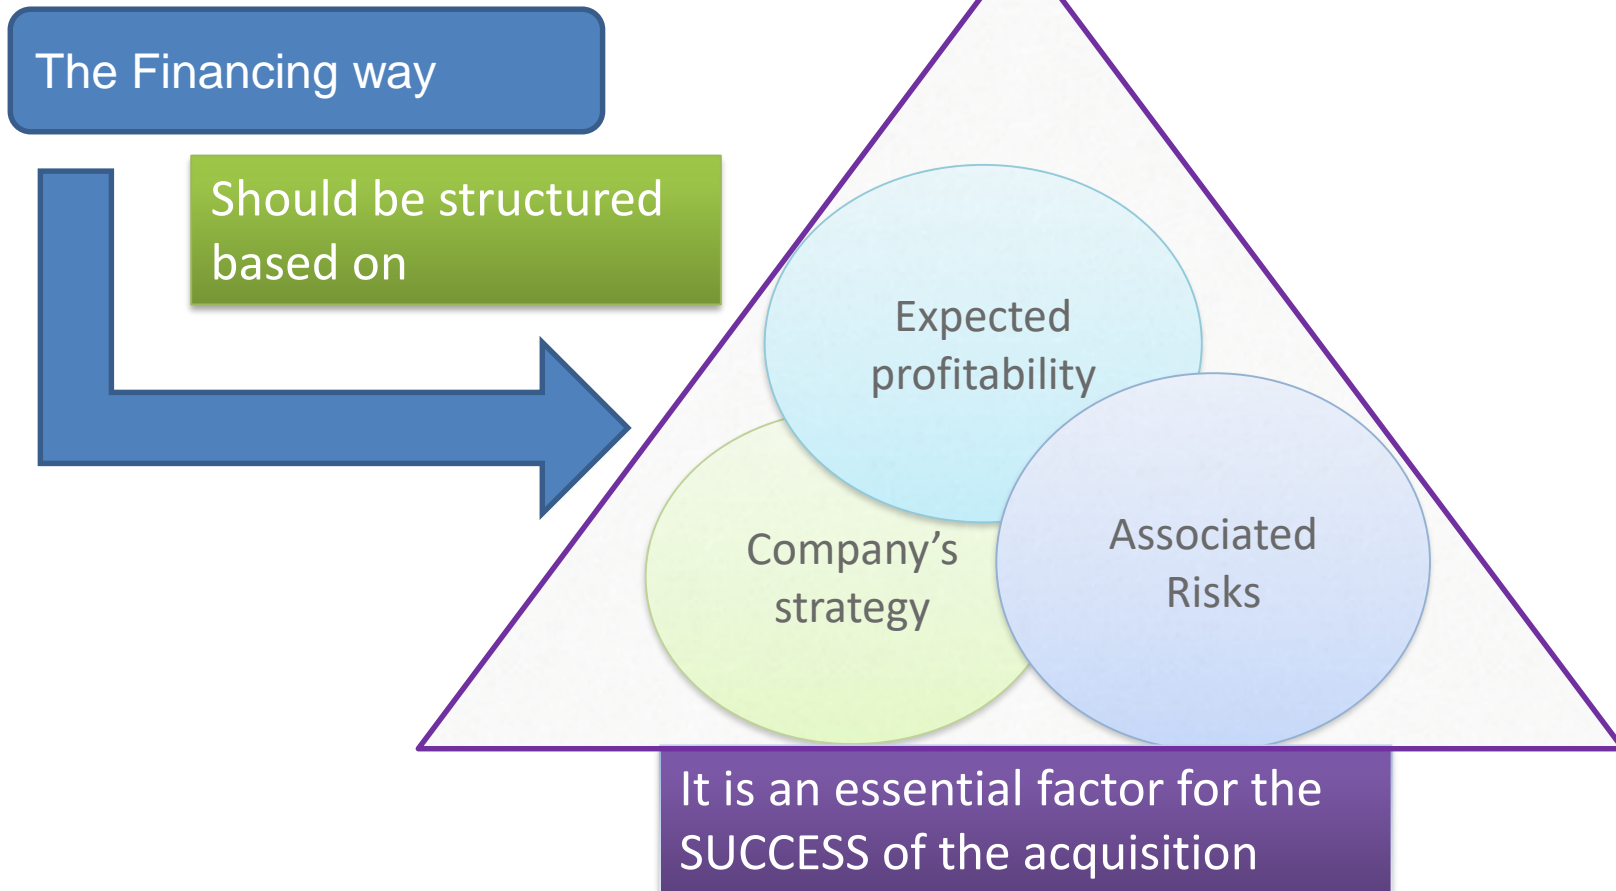 The Financing way
Should be structured
based on
Expected
profitability
Company’s
strategy
Associated
Risks
It is an essential factor for the
SUCCESS of the acquisition